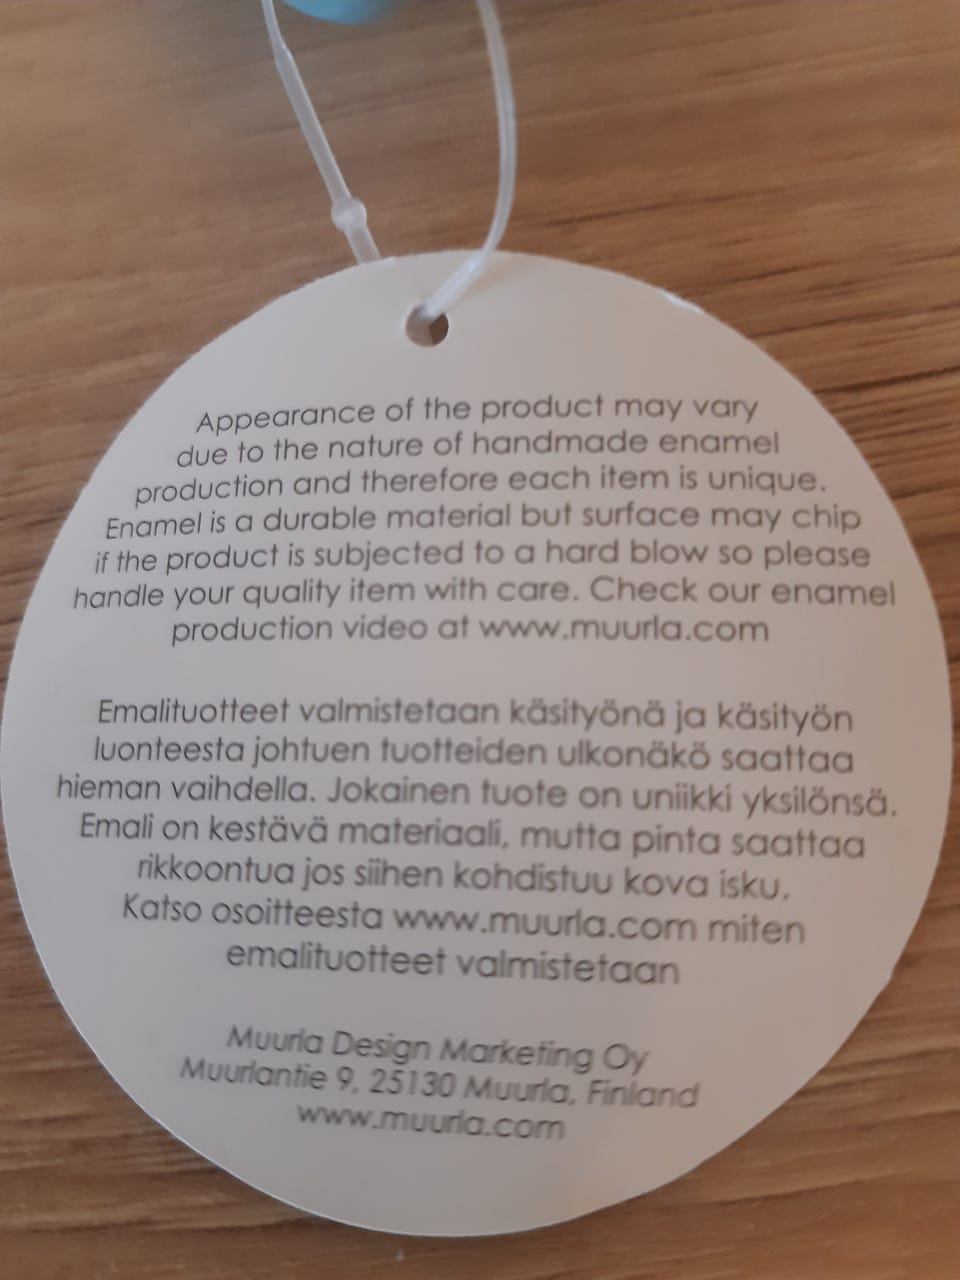 Appearance of the product may vary
due to the nature of handmade enamel
production and therefore each item is unique.
Enamel is a durable material but surface may chip
if the product is subjected to a hard blow so please
handle your quality item with care. Check our enamel
production video at www.muurla.com
Emalituotteet valmistetaan käsityönä ja käsityön
luonteesta johtuen tuotteiden ulkonäkö saattaa
hieman vaihdella. Jokainen tuote on uniikki yksilönsä.
Emali on kestävä materiaali, mutta pinta saattaa
rikkoontua jos siihen kohdistuu kova isku.
Katso osoitteesta www.muurla.com miten
emalituotteet valmistetaan
Muurla Design Marketing Oy
Muurlantie 9, 25130 Muurla, Finland
www.muurla.com